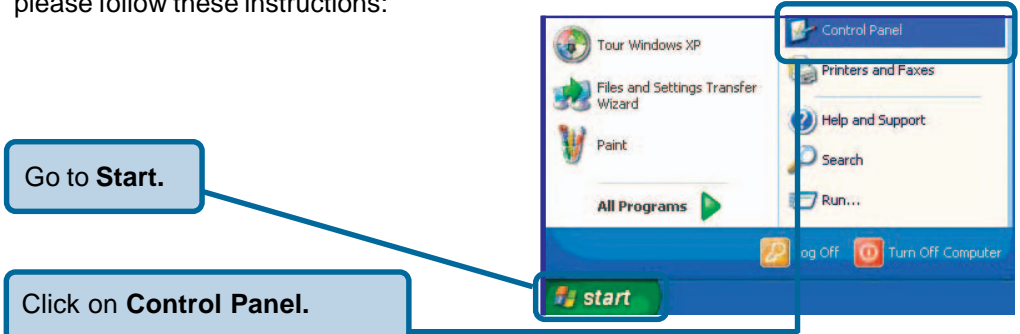 please follow these instructions:
Tour Windows XP
Files and Settings Transfer
Wizard
Paint
All Programs
Control Panel
Printers and Faxes
Help and Support
Search
Run...
og Off
Turn Off Computer
start
Go to Start.
Click on Control Panel.